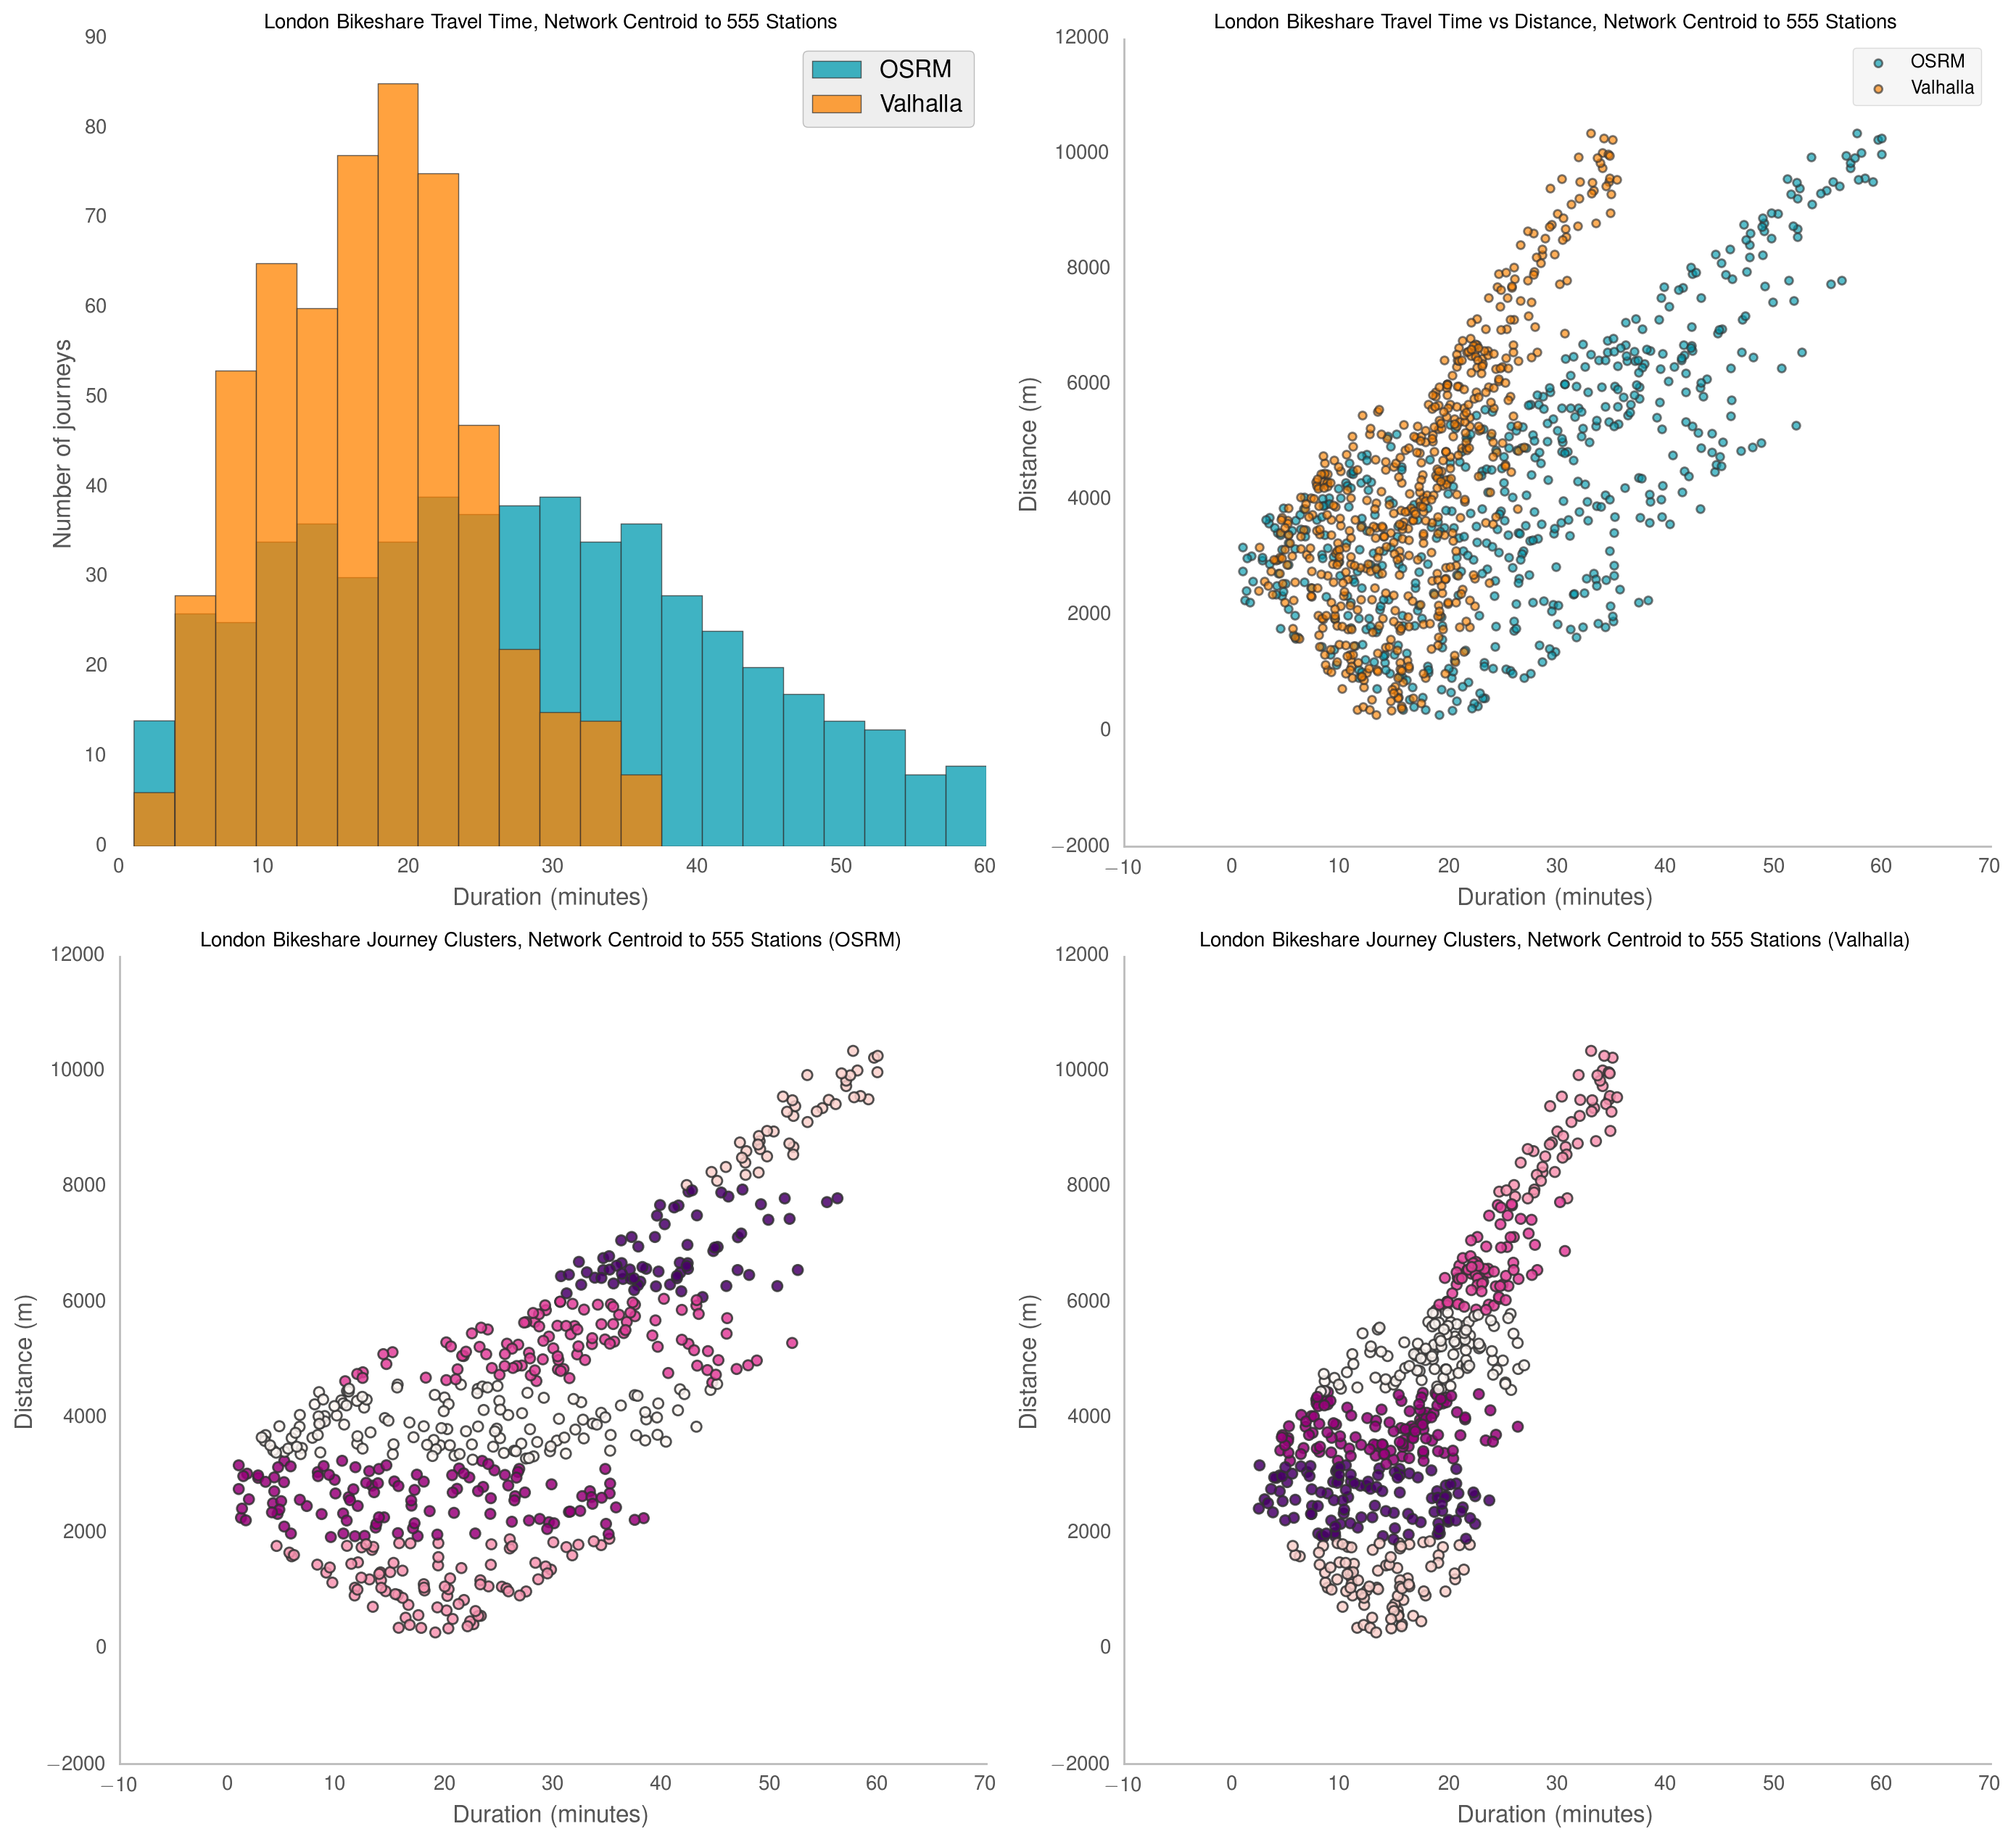 London Bikeshare Travel Time, Network Centroid to 555 Stations
90
80
70
60
50
40
30
20
10
0
Number of journeys
OSRM
Valhalla
0 10 20 30 40 50 60
Duration (minutes)
London Bikeshare Travel Time vs Distance, Network Centroid to 555 Stations
12000
10000
8000
6000
4000
2000
0
−2000
Distance (m)
OSRM
Valhalla
−10 0 10 20 30 40 50 60 70
Duration (minutes)
London Bikeshare Journey Clusters, Network Centroid to 555 Stations (OSRM)
12000
10000
8000
6000
4000
2000
0
−2000
Distance (m)
−10 0 10 20 30 40 50 60 70
Duration (minutes)
London Bikeshare Journey Clusters, Network Centroid to 555 Stations (Valhalla)
12000
10000
8000
6000
4000
2000
0
−2000
Distance (m)
−10 0 10 20 30 40 50 60 70
Duration (minutes)